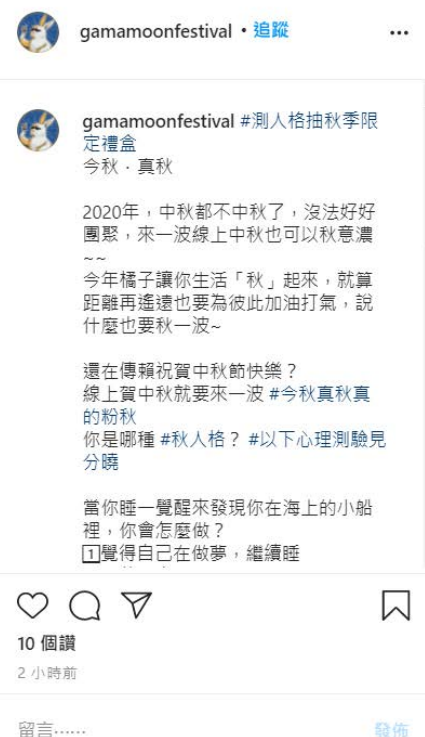 gamamoonfestival • 追蹤
gamamoonfestival #測人格抽秋季限
定禮盒
今秋．真秋
2020年，中秋都不中秋了，沒法好好
團聚，來一波線上中秋也可以秋意濃
~~
今年橘子讓你生活「秋」起來，就算
距離再遙遠也要為彼此加油打氣，說
什麼也要秋一波~
還在傳賴祝賀中秋節快樂？
線上賀中秋就要來一波 #今秋真秋真
的粉秋
你是哪種 #秋人格？ #以下心理測驗見
分曉
當你睡一覺醒來發現你在海上的小船
裡，你會怎麼做？
1️⃣覺得自己在做夢，繼續睡
10 個讚
2 小時前
留言……
發佈